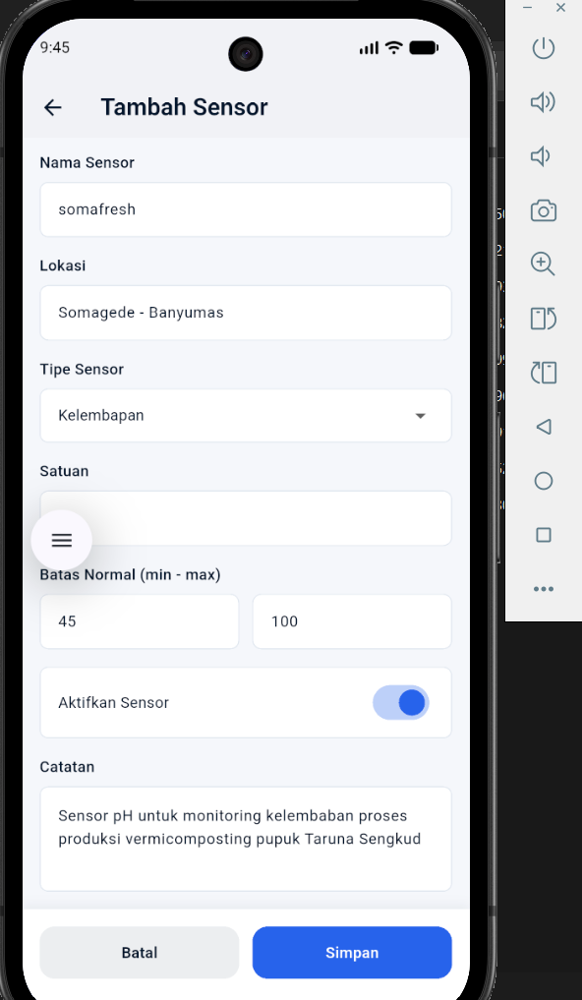 9:45
Tambah Sensor
Nama Sensor
somafresh
Lokasi
Somagede - Banyumas
Tipe Sensor
Kelembapan
Satuan
Batas Normal (min - max)
45
100
Aktifkan Sensor
Catatan
Sensor pH untuk monitoring kelembaban proses
produksi vermicomposting pupuk Taruna Sengkud
Batal
Simpan